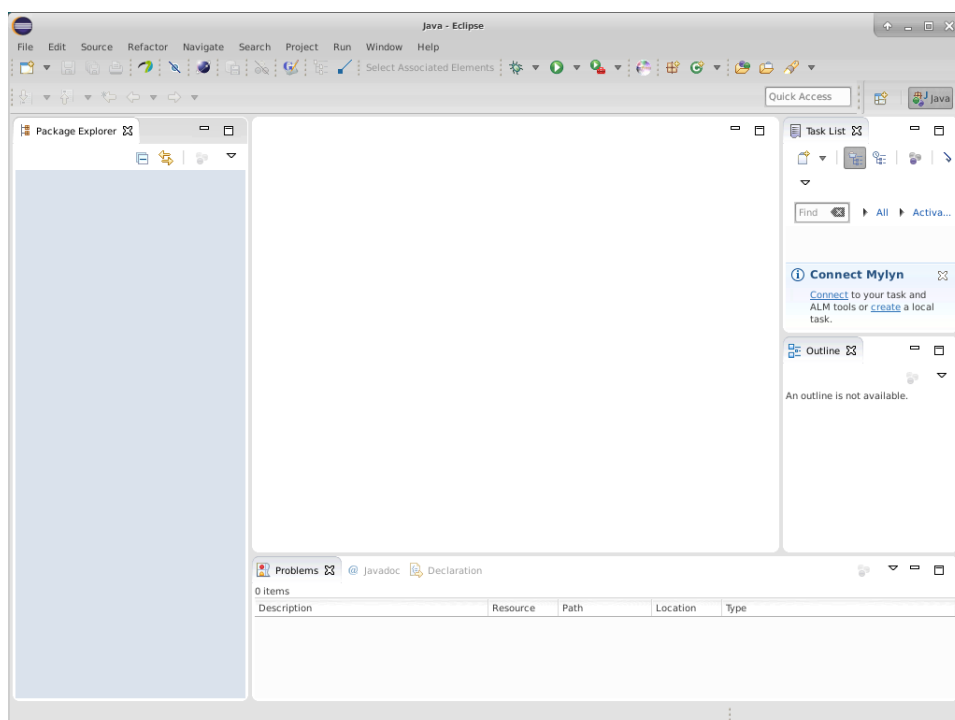 Java - Eclipse
File Edit Source Refactor Navigate Search Project Run Window Help
Select Associated Elements
Quick Access
Java
Package Explorer
Task List
Find All Activa...
Connect Mylyn
Connect to your task and
ALM tools or create a local
task.
Outline
An outline is not available.
Problems @ Javadoc Declaration
0 items
Description Resource Path Location Type